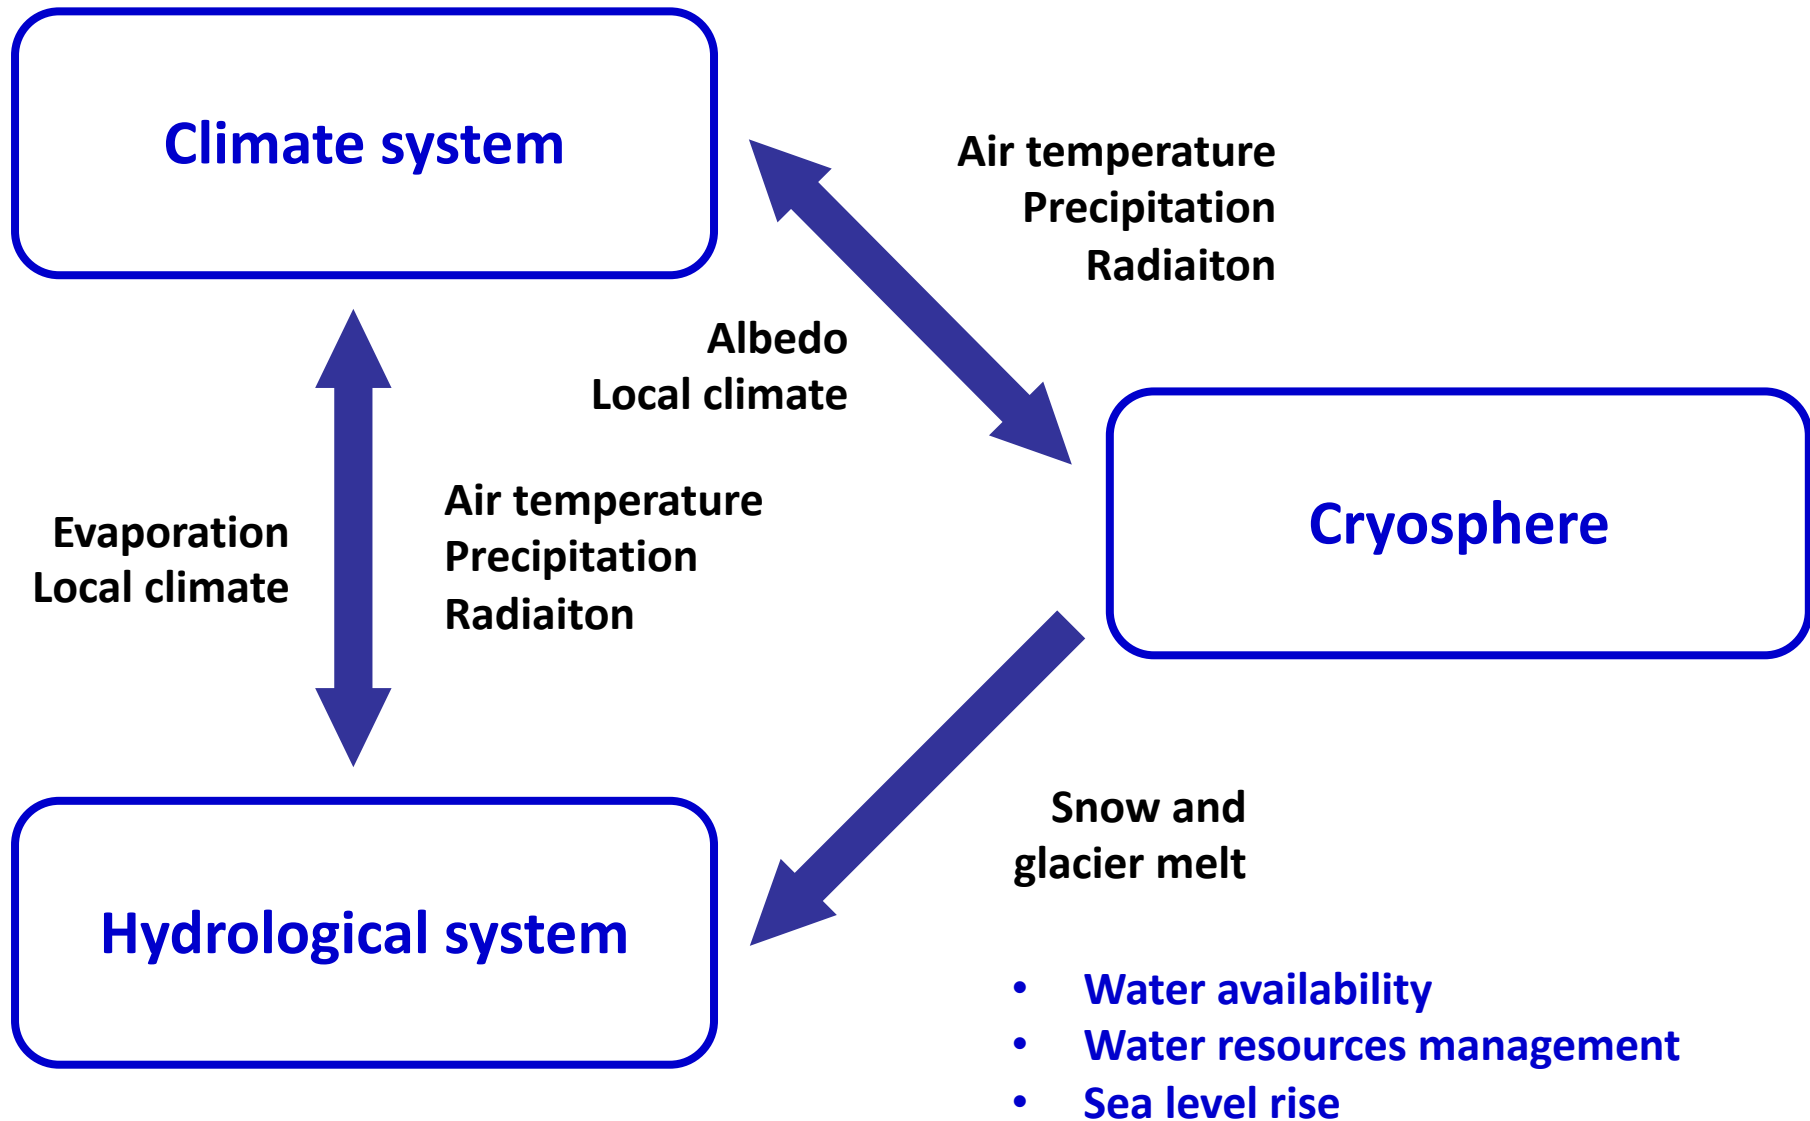 Climate system
Air temperature
Precipitation
Radiaiton
Albedo
Local climate
Cryosphere
Evaporation
Local climate
Air temperature
Precipitation
Radiaiton
Hydrological system
Snow and
glacier melt
• Water availability
• Water resources management
• Sea level rise